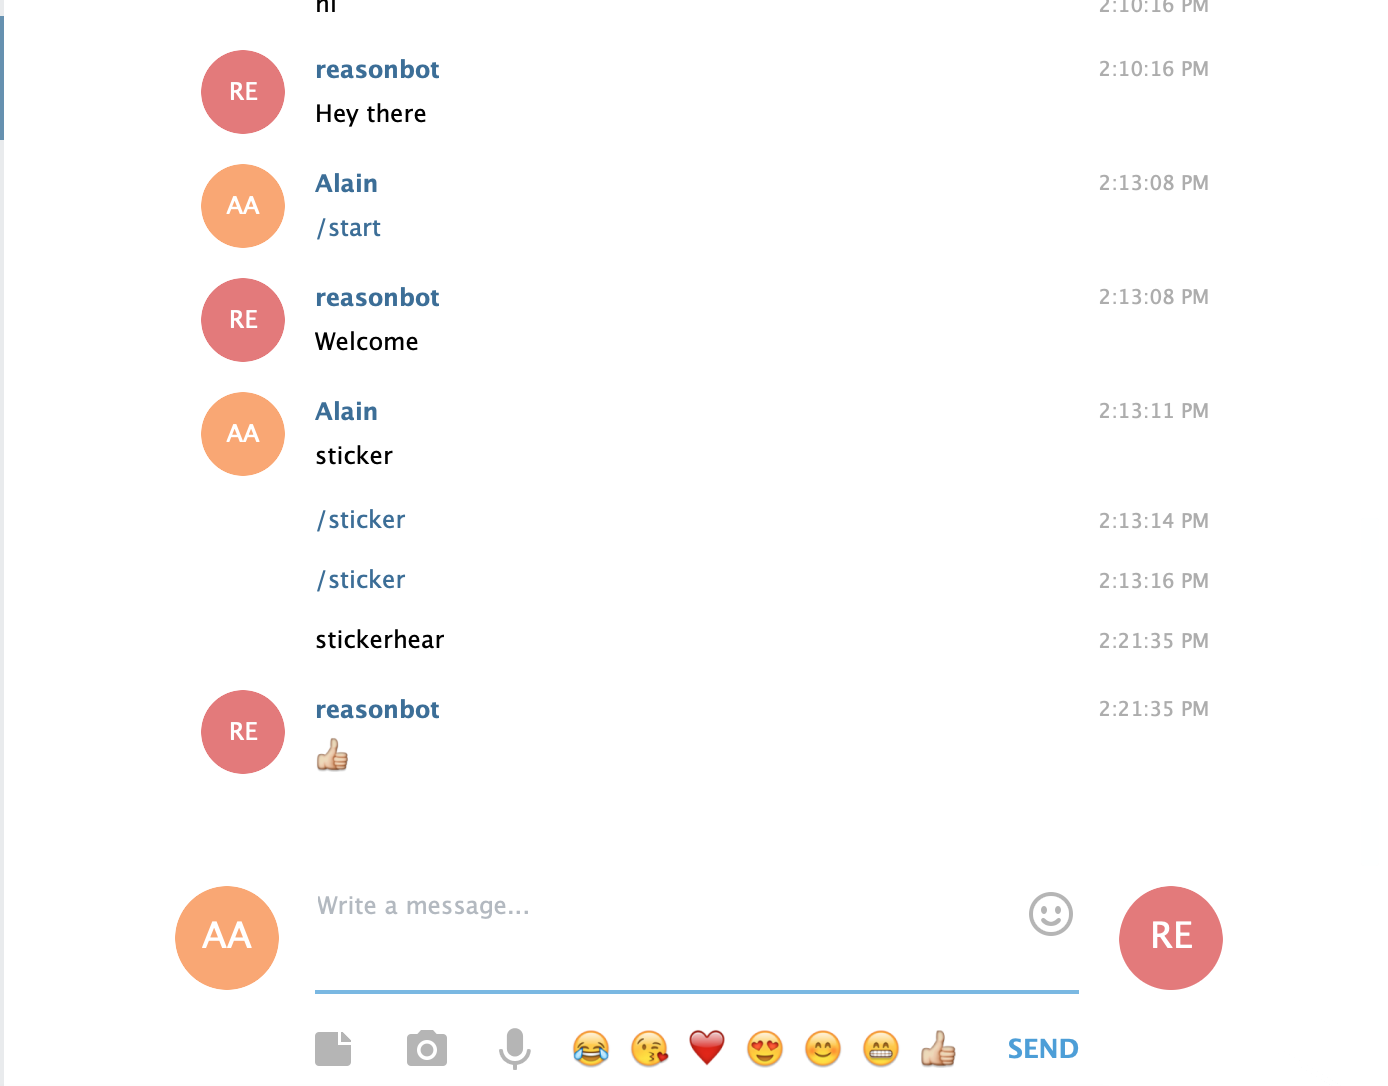 hi 2:10:16 PM
RE reasonbot 2:10:16 PM
Hey there
AA Alain 2:13:08 PM
/start
RE reasonbot 2:13:08 PM
Welcome
AA Alain 2:13:11 PM
sticker
/sticker 2:13:14 PM
/sticker 2:13:16 PM
stickerhear 2:21:35 PM
RE reasonbot 2:21:35 PM
👍🏼
AA Write a message... RE
😂 😘 ❤️ 😍 😊 😁 👍🏼 SEND